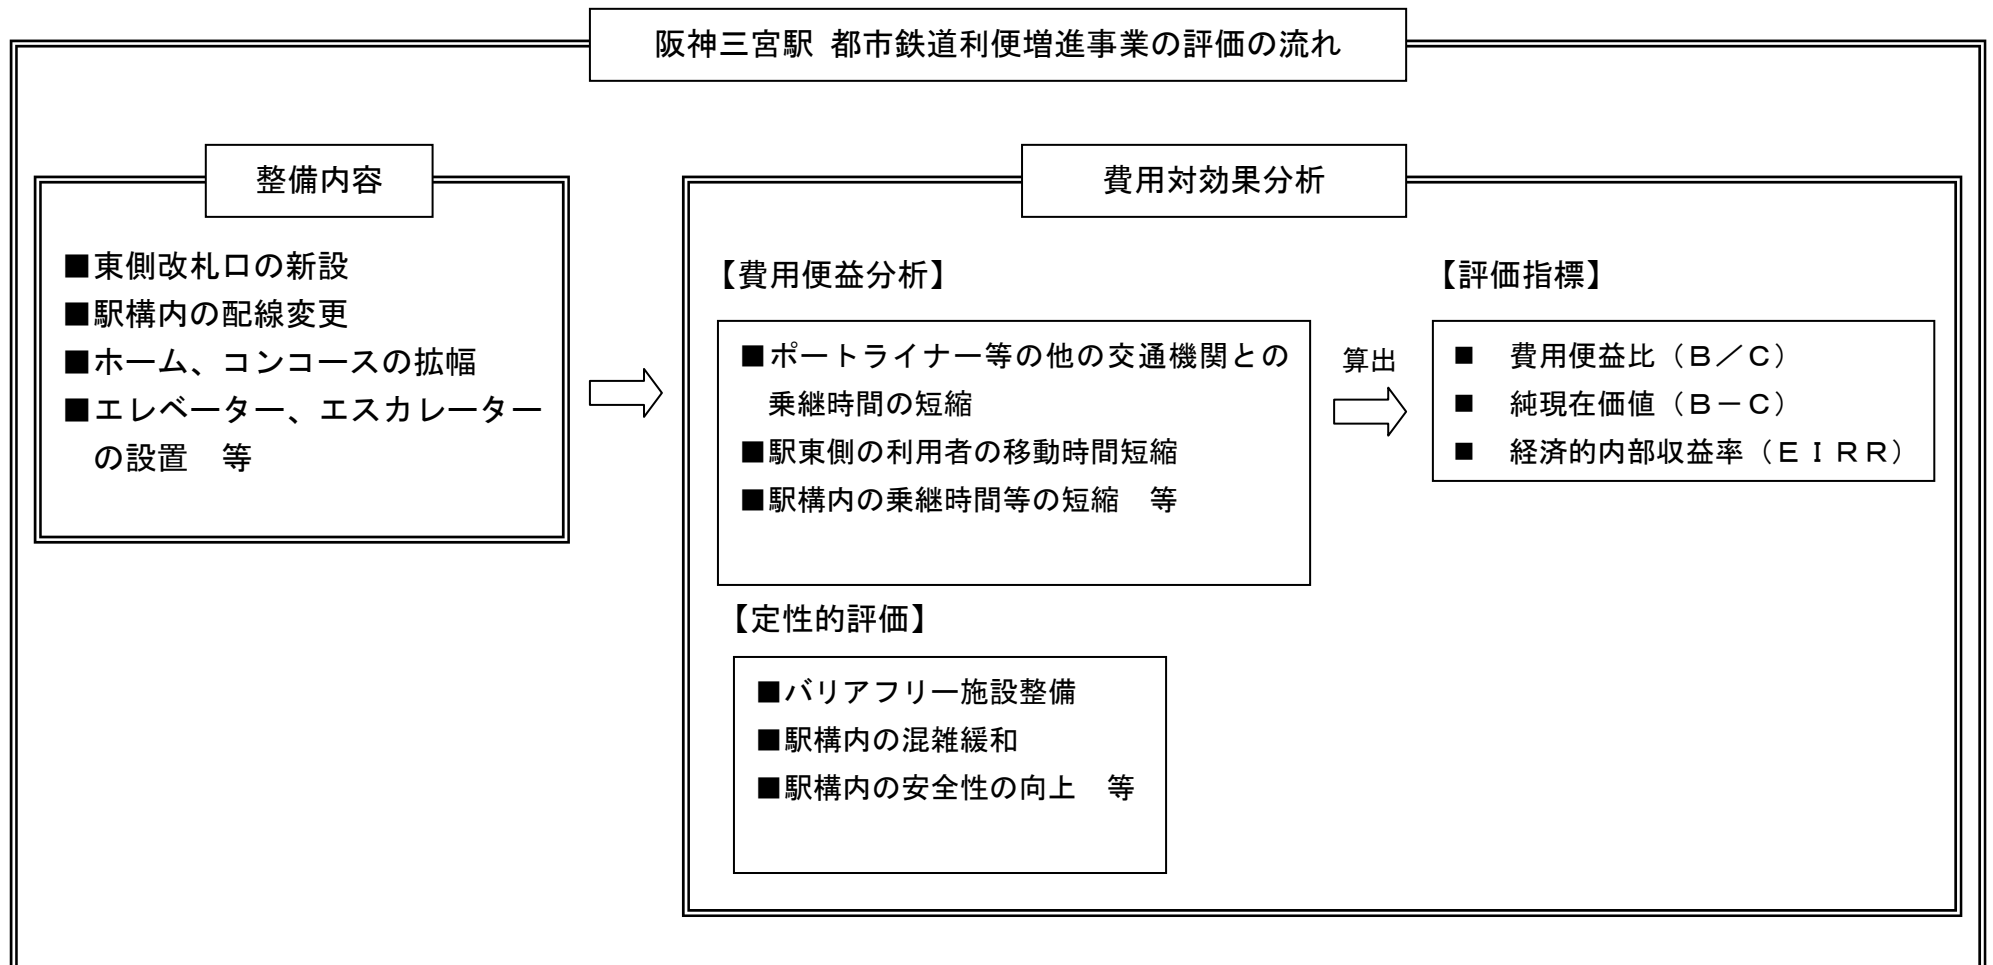 阪神三宮駅 都市鉄道利便増進事業の評価の流れ
整備内容
■東側改札口の新設
■駅構内の配線変更
■ホーム、コンコースの拡幅
■エレベーター、エスカレーター
の設置　等
費用対効果分析
【費用便益分析】
■ポートライナー等の他の交通機関との
乗継時間の短縮
■駅東側の利用者の移動時間短縮
■駅構内の乗継時間等の短縮　等
算出
【評価指標】
■　費用便益比（Ｂ／Ｃ）
■　純現在価値（Ｂ－Ｃ）
■　経済的内部収益率（ＥＩＲＲ）
【定性的評価】
■バリアフリー施設整備
■駅構内の混雑緩和
■駅構内の安全性の向上　等